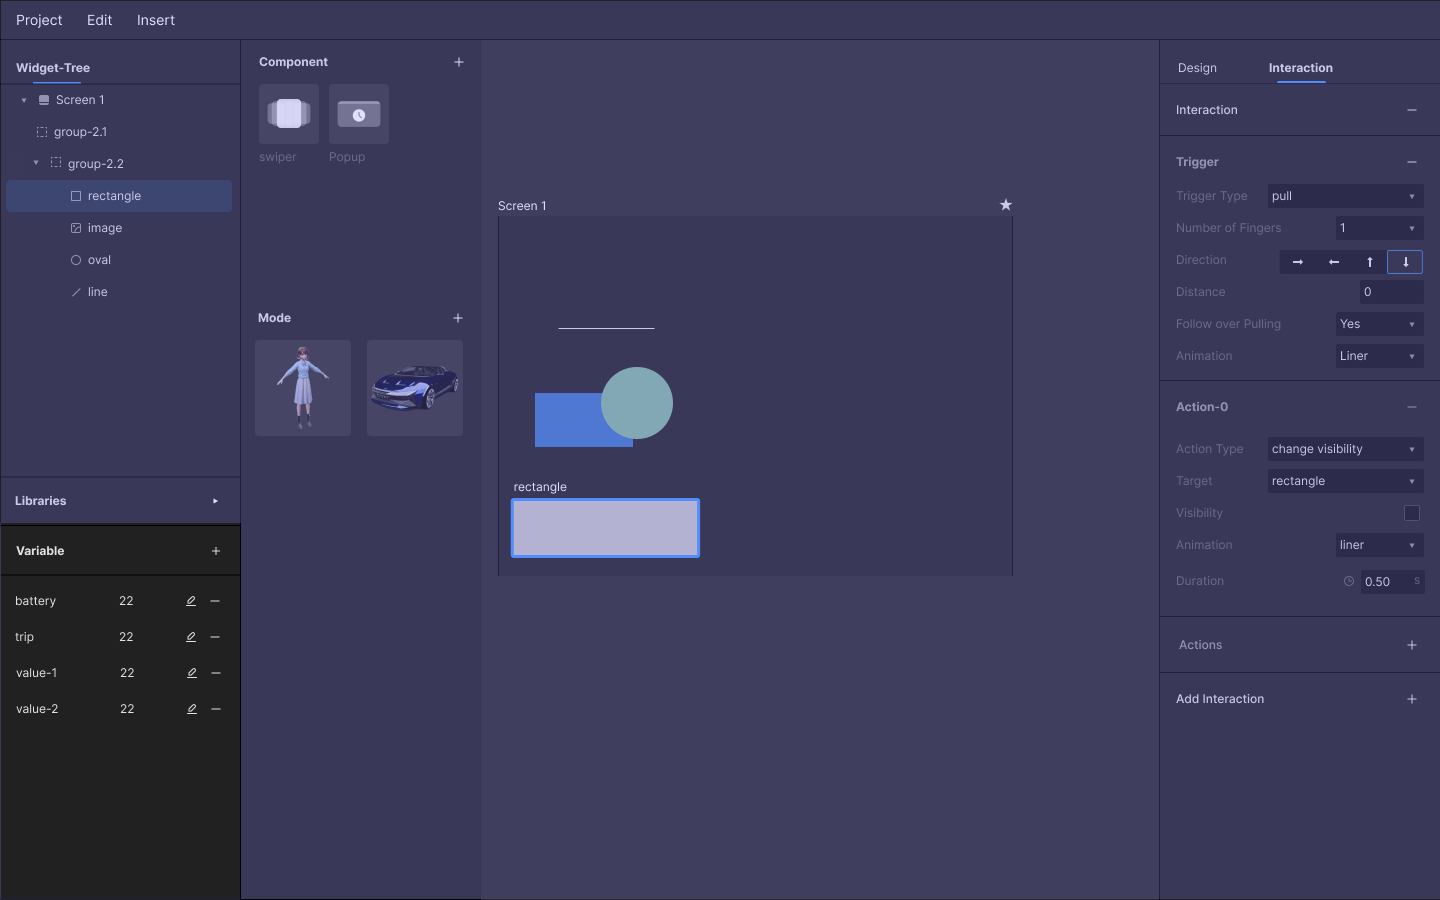 Project Edit Insert
Widget-Tree
Screen 1
group-2.1
group-2.2
rectangle
image
oval
line
Libraries
Variable
battery 22
trip 22
value-1 22
value-2 22
Component
swiper Popup
Mode
Screen 1
rectangle
Design Interaction
Interaction
Trigger
Trigger Type pull
Number of Fingers 1
Direction
Distance 0
Follow over Pulling Yes
Animation Liner
Action-0
Action Type change visibility
Target rectangle
Visibility
Animation liner
Duration 0.50 S
Actions
Add Interaction